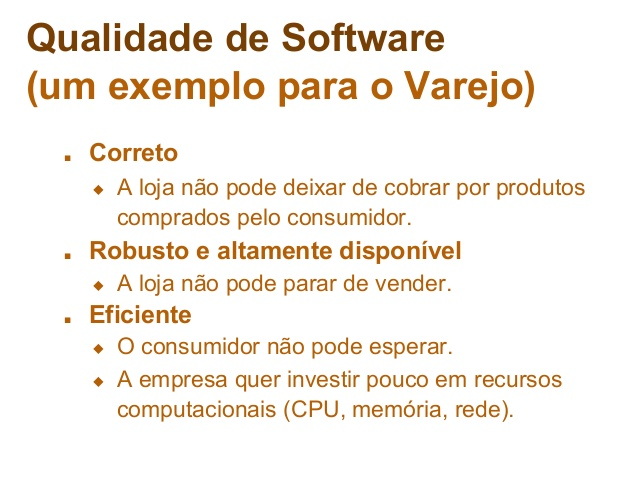 Qualidade de Software
(um exemplo para o Varejo)
Correto
A loja não pode deixar de cobrar por produtos
comprados pelo consumidor.
Robusto e altamente disponível
A loja não pode parar de vender.
Eficiente
O consumidor não pode esperar.
A empresa quer investir pouco em recursos
computacionais (CPU, memória, rede).